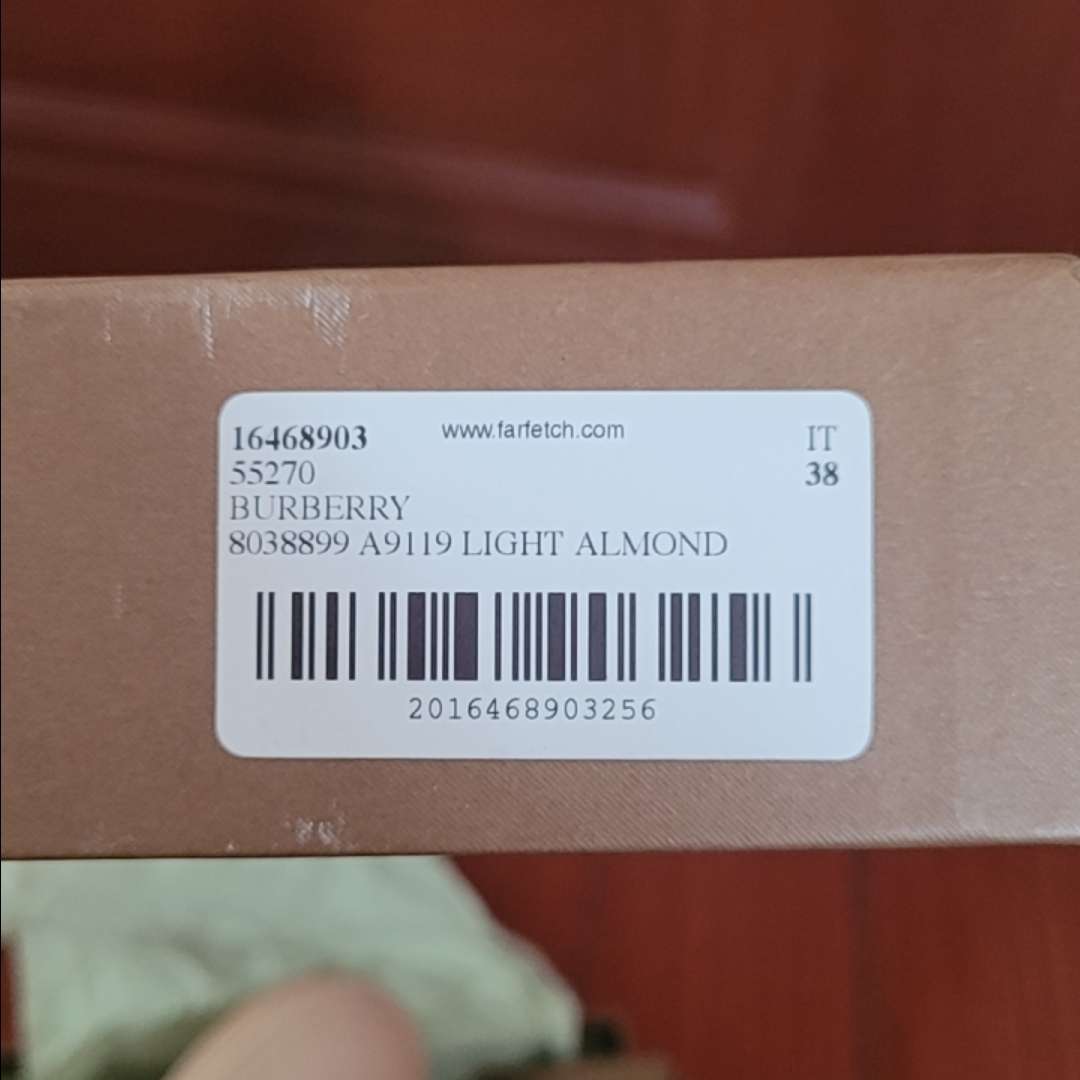 16468903 www.farfetch.com IT
55270 38
BURBERRY
8038899 A9119 LIGHT ALMOND
2016468903256